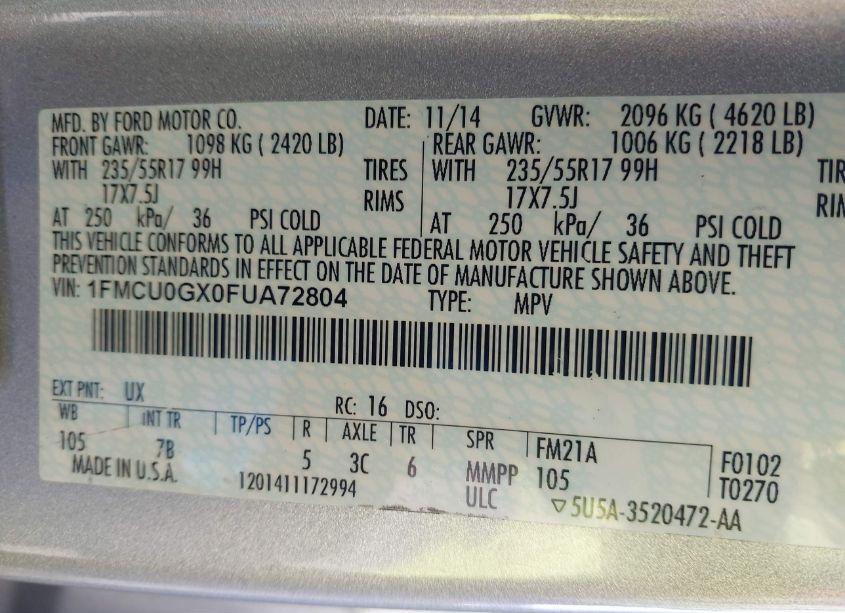 MFD. BY FORD MOTOR CO. DATE: 11/14 GVWR: 2096 KG ( 4620 LB)
FRONT GAWR: 1098 KG ( 2420 LB) REAR GAWR: 1006 KG ( 2218 LB)
WITH 235/55R17 99H TIRES WITH 235/55R17 99H
17X7.5J RIMS 17X7.5J
AT 250 kPa/ 36 PSI COLD AT 250 kPa/ 36 PSI COLD
THIS VEHICLE CONFORMS TO ALL APPLICABLE FEDERAL MOTOR VEHICLE SAFETY AND THEFT
PREVENTION STANDARDS IN EFFECT ON THE DATE OF MANUFACTURE SHOWN ABOVE.
VIN: 1FMCU0GX0FUA72804 TYPE: MPV
EXT PNT: UX RC: 16 DSO:
WB INT TR TP/PS R AXLE TR SPR FM21A F0102
105 7B 5 3C 6 MMPP 105 T0270
MADE IN U.S.A. 1201411172994 ULC ▽5U5A-3520472-AA